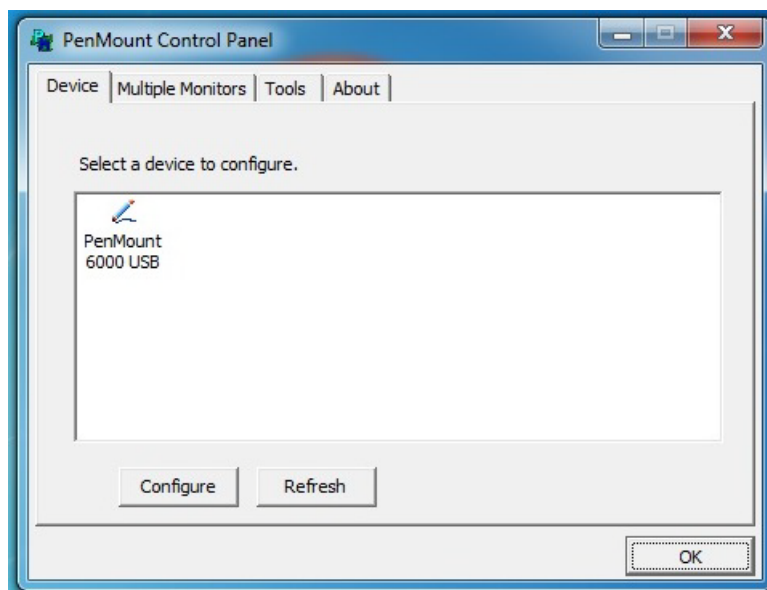 PenMount Control Panel
Device Multiple Monitors Tools About
Select a device to configure.
PenMount
6000 USB
Configure Refresh
OK